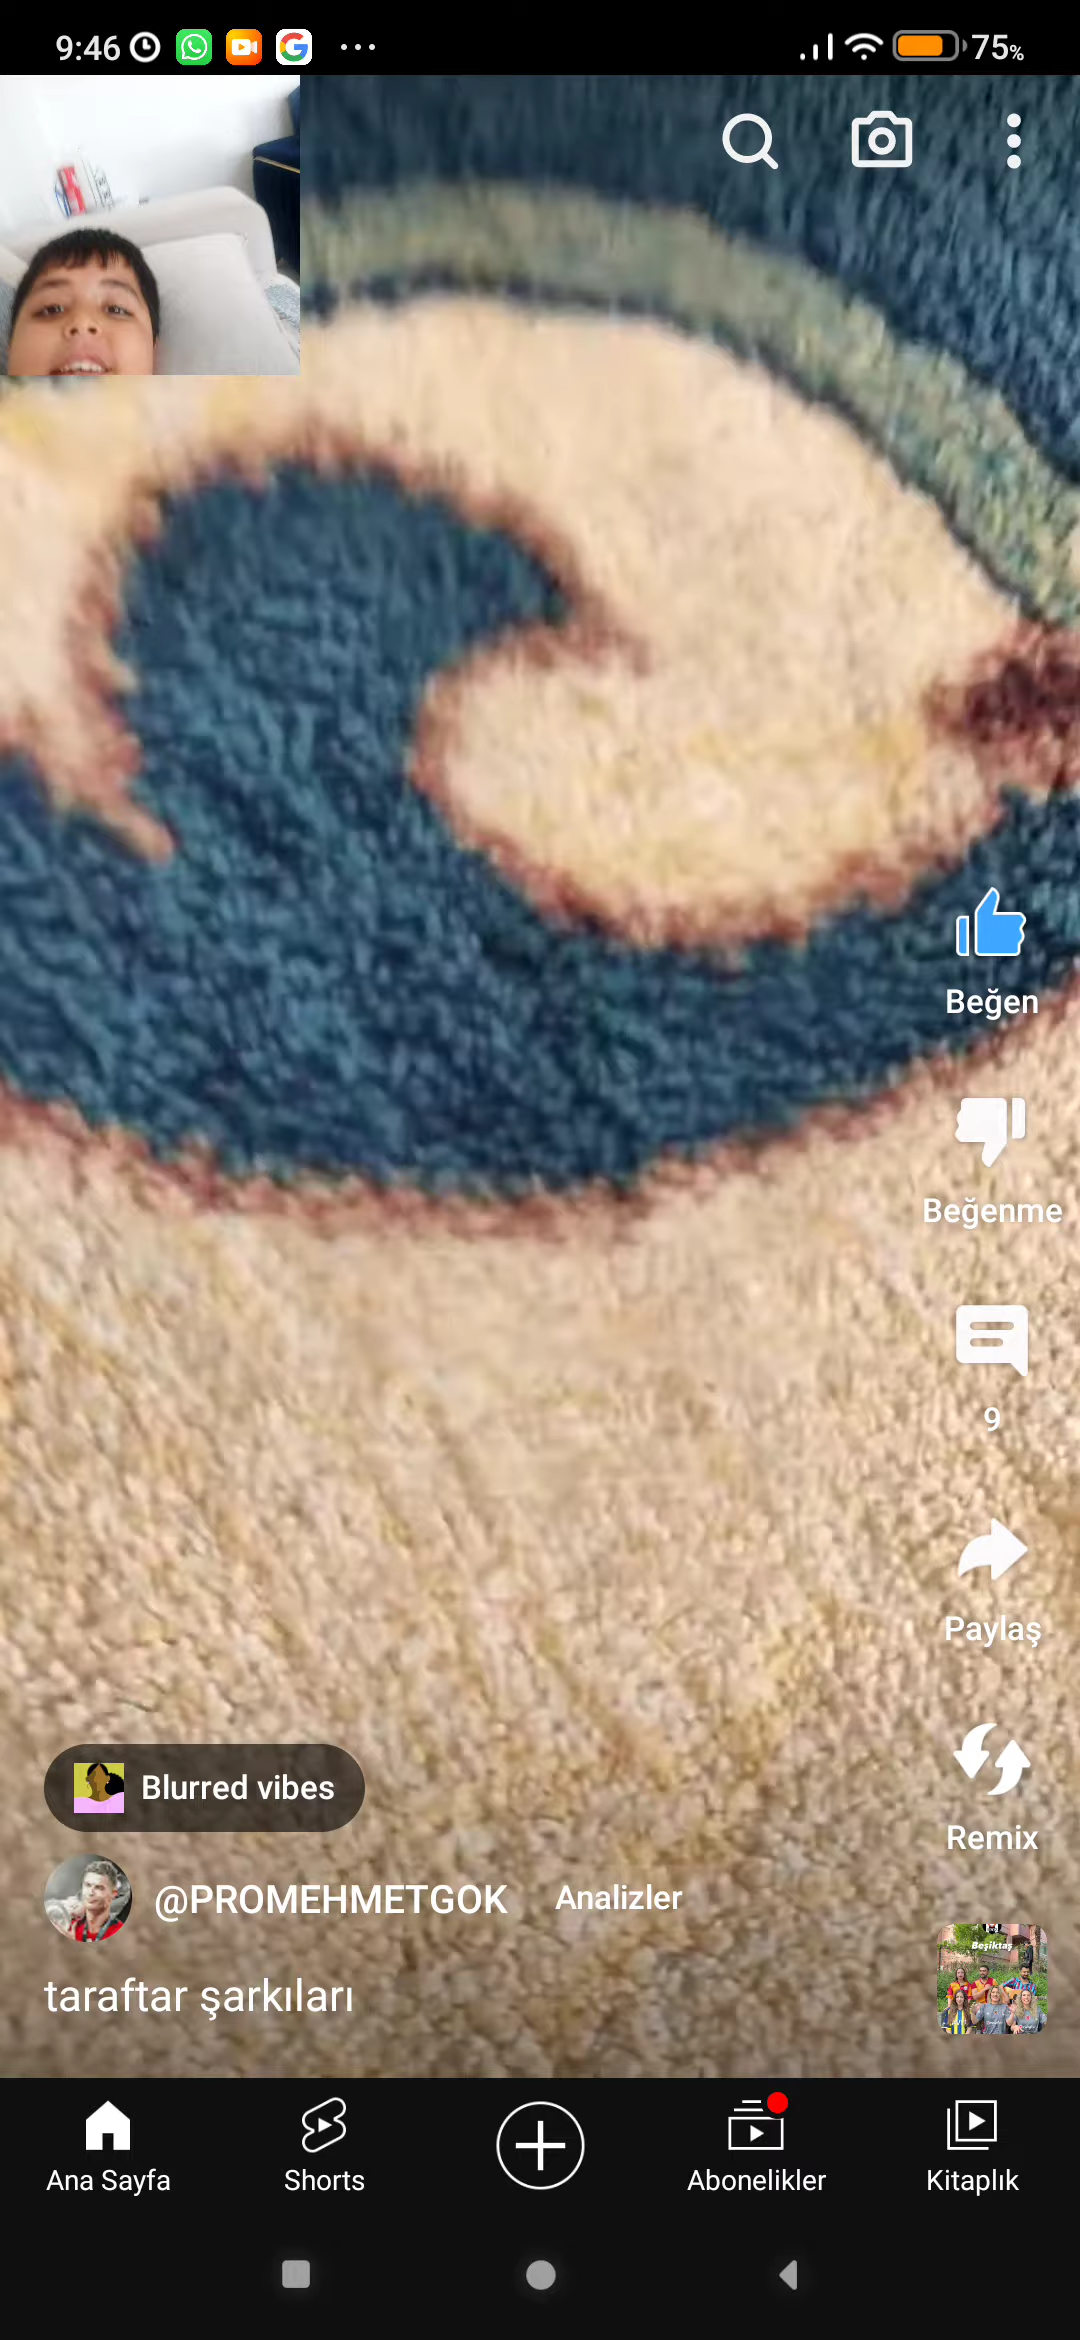 9:46
75%
Beğen
Beğenme
9
Paylaş
Remix
Blurred vibes
@PROMEHMETGOK Analizler
taraftar şarkıları
Beşiktaş
Ana Sayfa Shorts Abonelikler Kitaplık